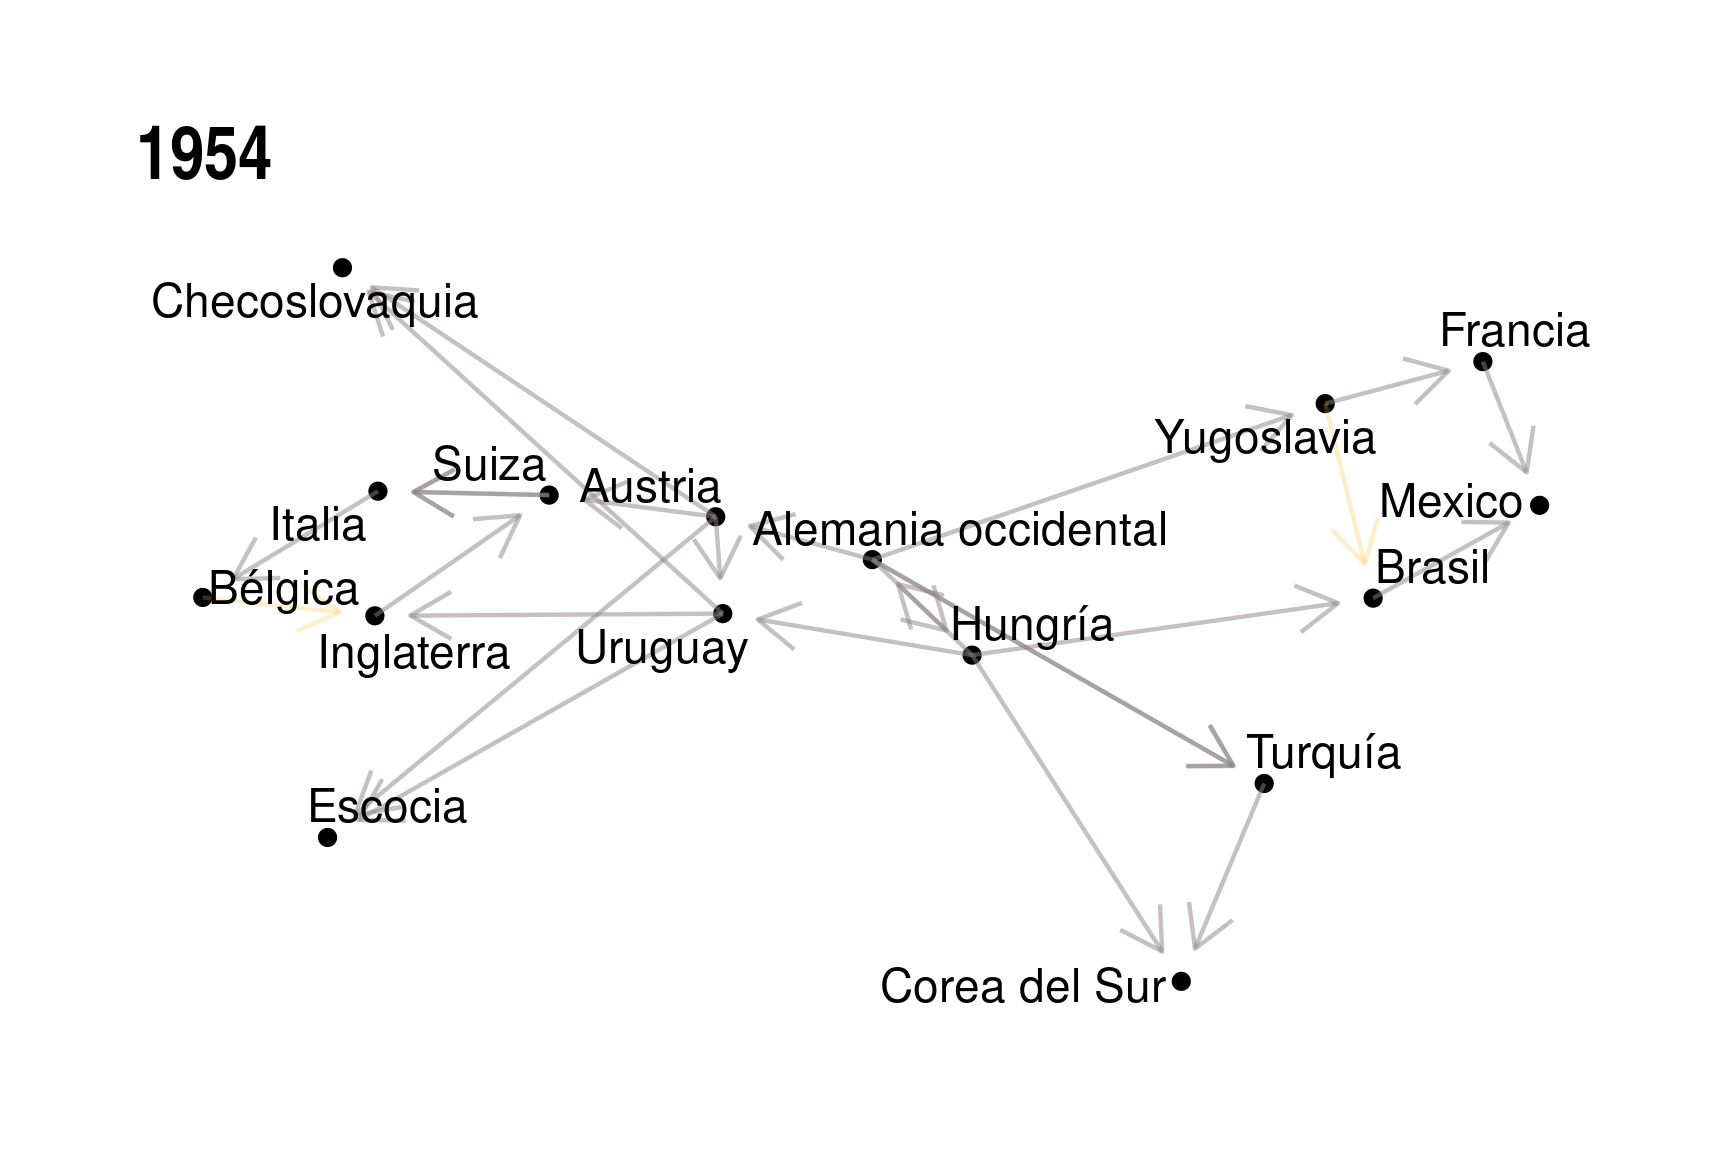 1954
Checoslovaquia
Francia
Yugoslavia
Suiza
Austria
Mexico
Italia
Alemania occidental
Brasil
Bélgica
Hungría
Inglaterra
Uruguay
Turquía
Escocia
Corea del Sur